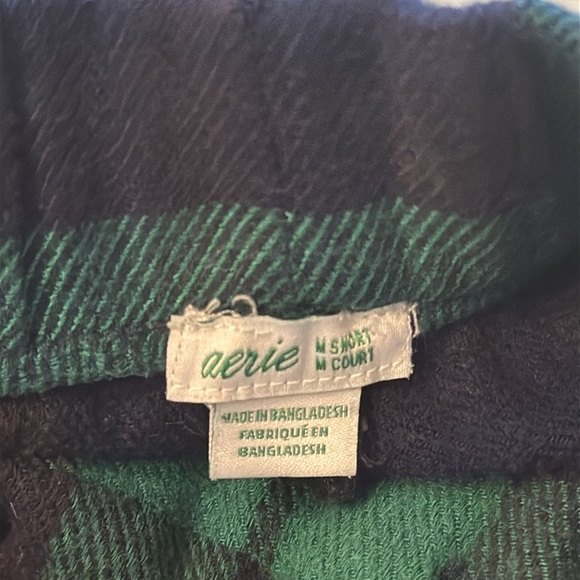 aerie
M SHORT
M COURT
MADE IN BANGLADESH
FABRIQUÉ EN
BANGLADESH